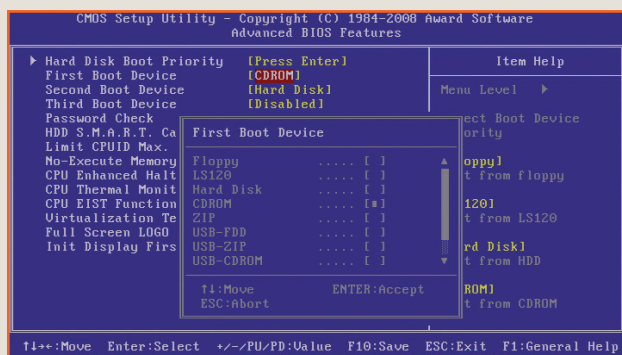 CMOS Setup Utility - Copyright (C) 1984-2008 Award Software
Advanced BIOS Features
▶ Hard Disk Boot Priority [Press Enter]
First Boot Device [CDROM]
Second Boot Device [Hard Disk]
Third Boot Device [Disabled]
Password Check
HDD S.M.A.R.T. Ca
Limit CPUID Max.
No-Execute Memory
CPU Enhanced Halt
CPU Thermal Monit
CPU EIST Function
Virtualization Te
Full Screen LOGO
Init Display Firs
First Boot Device
Floppy ..... [ ]
LS120 ..... [ ]
Hard Disk ..... [ ]
CDROM ..... [■]
ZIP ..... [ ]
USB-FDD ..... [ ]
USB-ZIP ..... [ ]
USB-CDROM ..... [ ]
↑↓:Move ENTER:Accept
ESC:Abort
Item Help
Menu Level ▶
ect Boot Device
ority
oppy]
t from floppy
120]
t from LS120
rd Disk]
t from HDD
ROM]
t from CDROM
↑↓→←:Move Enter:Select +/-/PU/PD:Value F10:Save ESC:Exit F1:General Help